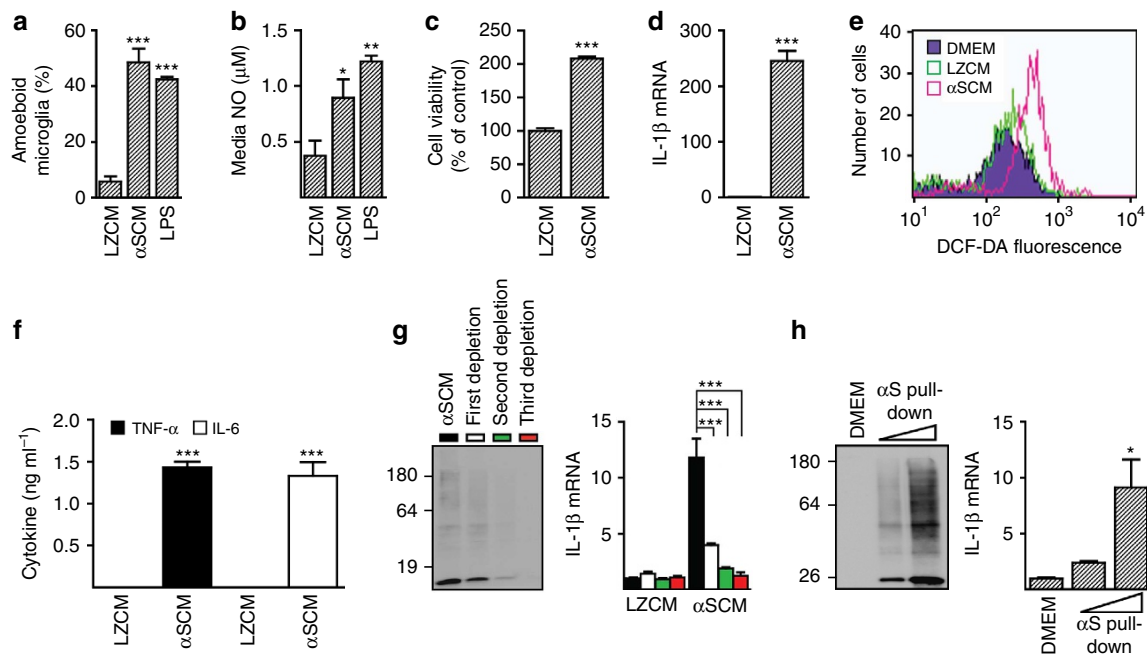 a
60
40
20
0
Amoeboid
microglia (%)
***
***
LZCM
αSCM
LPS
b
1.5
1.0
0.5
Media NO (μM)
*
**
LZCM
αSCM
LPS
c
250
200
150
100
50
0
Cell viability
(% of control)
***
LZCM
αSCM
d
300
200
100
0
IL-1β mRNA
***
LZCM
αSCM
e
40
30
20
10
Number of cells
DMEM
LZCM
αSCM
10¹ 10² 10³ 10⁴
DCF-DA fluorescence
f
2.0
1.5
1.0
0.5
Cytokine (ng ml⁻¹)
TNF-α IL-6
***
***
LZCM
αSCM
LZCM
αSCM
g
αSCM
First depletion
Second depletion
Third depletion
180
64
19
15
10
5
IL-1β mRNA
***
***
***
LZCM αSCM
h
DMEM
αS pull-
down
180
64
26
15
10
5
IL-1β mRNA
*
DMEM
αS pull-
down